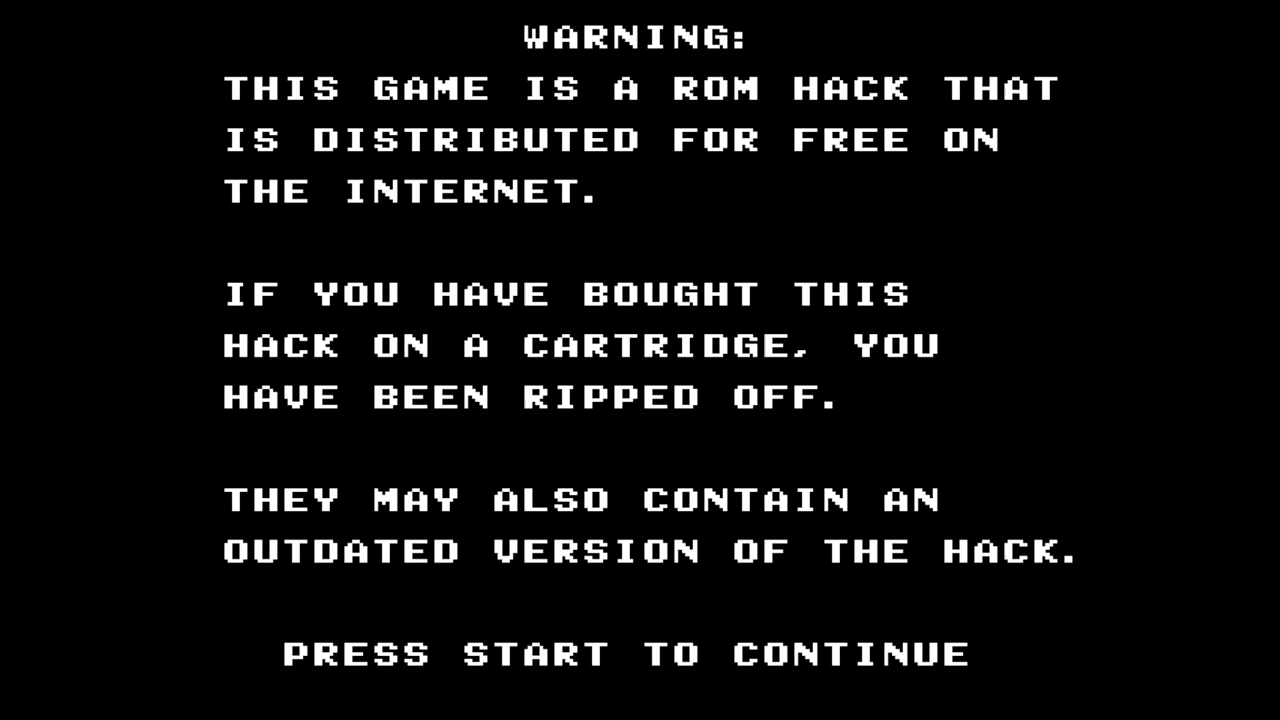 WARNING:
THIS GAME IS A ROM HACK THAT
IS DISTRIBUTED FOR FREE ON
THE INTERNET.
IF YOU HAVE BOUGHT THIS
HACK ON A CARTRIDGE, YOU
HAVE BEEN RIPPED OFF.
THEY MAY ALSO CONTAIN AN
OUTDATED VERSION OF THE HACK.
PRESS START TO CONTINUE